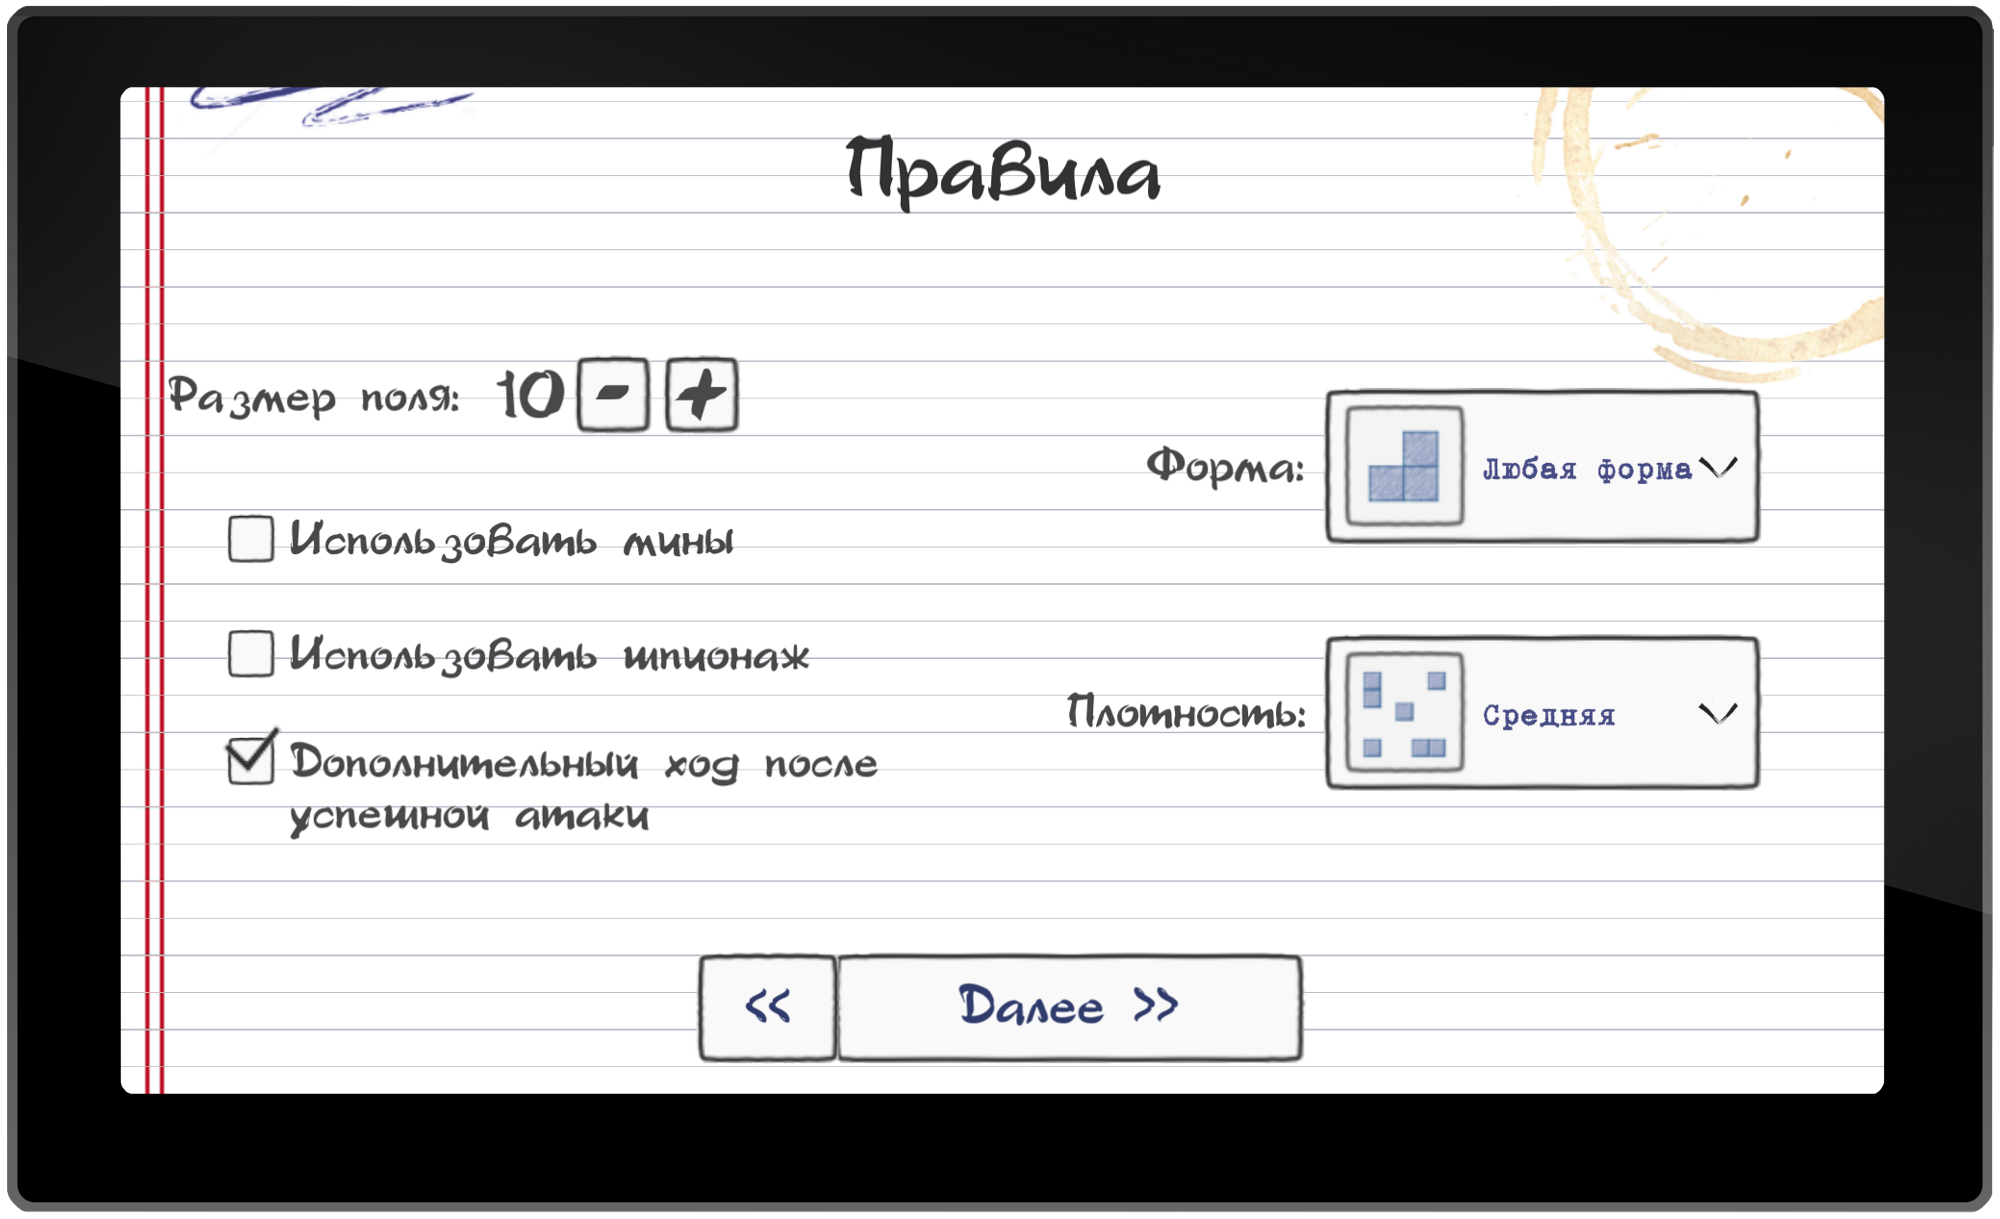 Правила
Размер поля: 10 - +
Использовать мины
Использовать шпионаж
Дополнительный ход после
успешной атаки
Форма: Любая форма
Плотность: Средняя
<< Далее >>